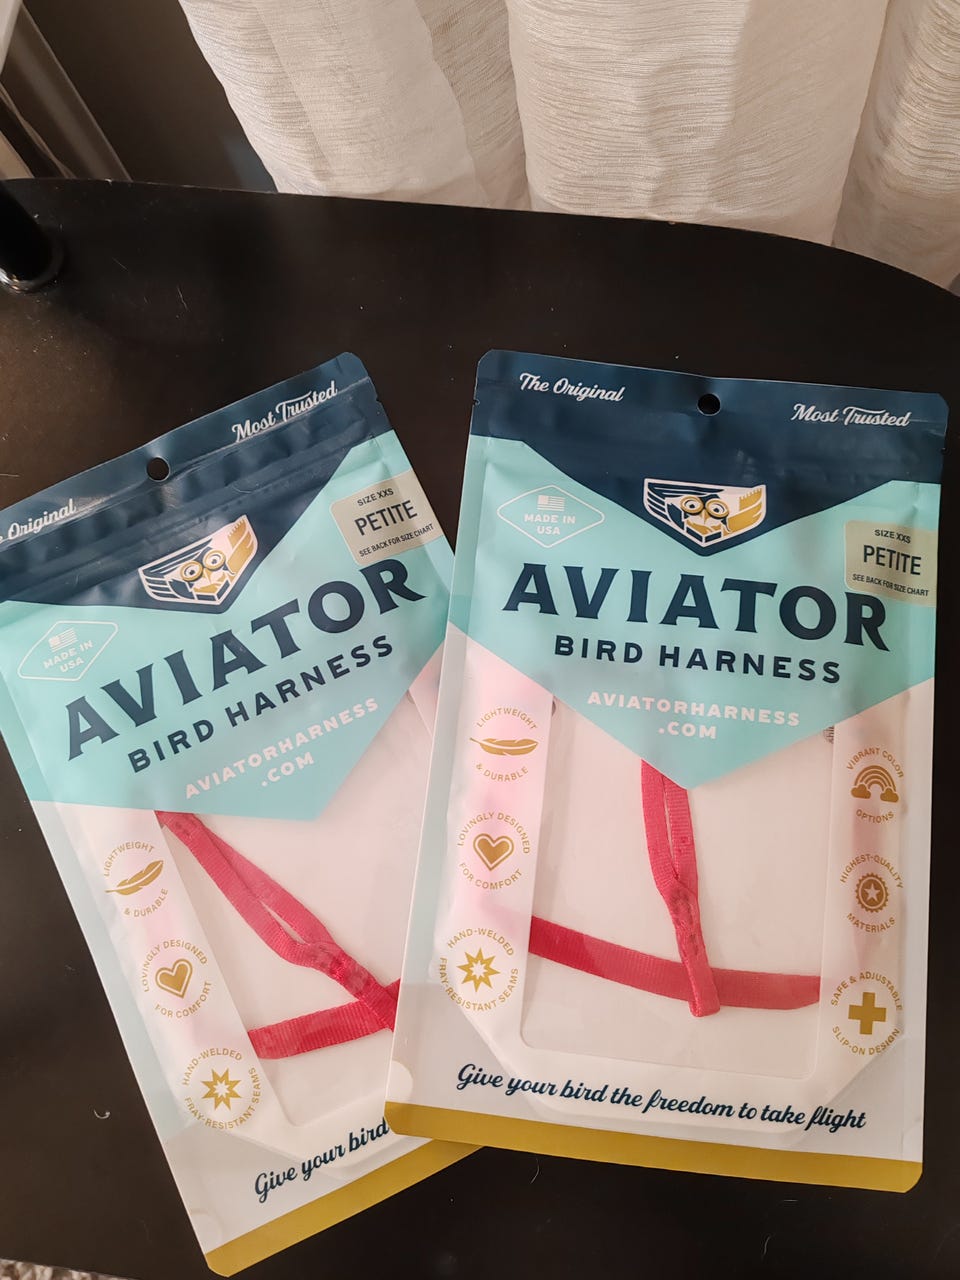 Original
Most Trusted
MADE IN
USA
SIZE XXS
PETITE
SEE BACK FOR SIZE CHART
AVIATOR
BIRD HARNESS
AVIATORHARNESS
.COM
LIGHTWEIGHT
& DURABLE
LOVINGLY DESIGNED
FOR COMFORT
HAND-WELDED
FRAY-RESISTANT SEAMS
Give your bird
The Original
Most Trusted
MADE IN
USA
SIZE XXS
PETITE
SEE BACK FOR SIZE CHART
AVIATOR
BIRD HARNESS
AVIATORHARNESS
.COM
LIGHTWEIGHT
& DURABLE
LOVINGLY DESIGNED
FOR COMFORT
HAND-WELDED
FRAY-RESISTANT SEAMS
VIBRANT COLOR
OPTIONS
HIGHEST-QUALITY
MATERIALS
SAFE & ADJUSTABLE
SLIP-ON DESIGN
Give your bird the freedom to take flight